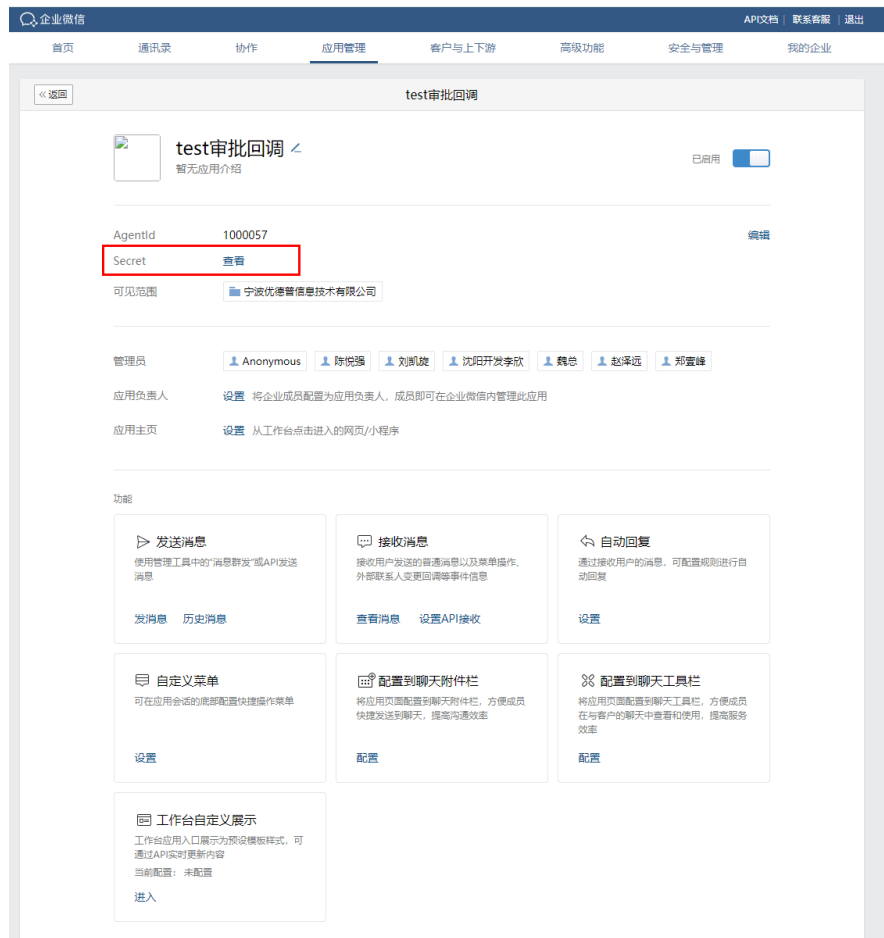 企业微信 API文档 | 联系客服 | 退出
首页 通讯录 协作 应用管理 客户与上下游 高级功能 安全与管理 我的企业
«返回 test审批回调
test审批回调
暂无应用介绍
已启用
AgentId 1000057 编辑
Secret 查看
可见范围 宁波优德普信息技术有限公司
管理员 Anonymous 陈悦强 刘凯旋 沈阳开发李欣 魏总 赵泽远 郑壹峰
应用负责人 设置 将企业成员配置为应用负责人，成员即可在企业微信内管理此应用
应用主页 设置 从工作台点击进入的网页/小程序
功能
发送消息
使用管理工具中的“消息群发”或API发送
消息
发消息 历史消息
接收消息
接收用户发送的普通消息以及菜单操作、
外部联系人变更回调等事件信息
查看消息 设置API接收
自动回复
通过接收用户的消息，可配置规则进行自
动回复
设置
自定义菜单
可在应用会话的底部配置快捷操作菜单
设置
配置到聊天附件栏
将应用页面配置到聊天附件栏，方便成员
快捷发送到聊天，提高沟通效率
配置
配置到聊天工具栏
将应用页面配置到聊天工具栏，方便成员
在与客户的聊天中查看和使用，提高服务
效率
配置
工作台自定义展示
工作台应用入口展示为预设模板样式，可
通过API实时更新内容
当前配置： 未配置
进入